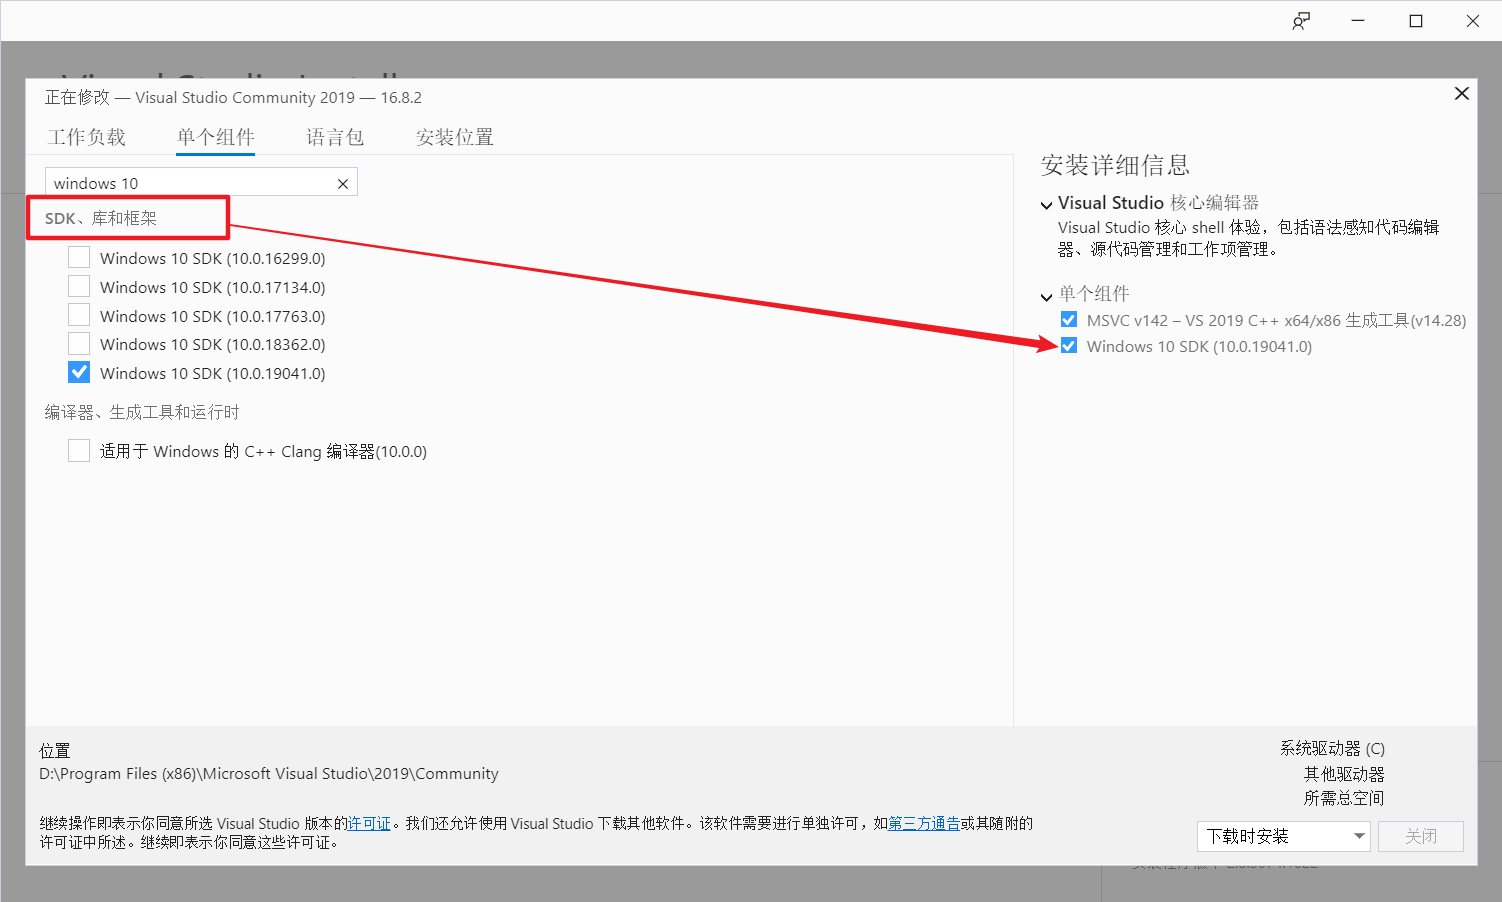 正在修改 — Visual Studio Community 2019 — 16.8.2
工作负载 单个组件 语言包 安装位置
windows 10
SDK、库和框架
Windows 10 SDK (10.0.16299.0)
Windows 10 SDK (10.0.17134.0)
Windows 10 SDK (10.0.17763.0)
Windows 10 SDK (10.0.18362.0)
Windows 10 SDK (10.0.19041.0)
编译器、生成工具和运行时
适用于 Windows 的 C++ Clang 编译器(10.0.0)
安装详细信息
Visual Studio 核心编辑器
Visual Studio 核心 shell 体验，包括语法感知代码编辑
器、源代码管理和工作项管理。
单个组件
MSVC v142 – VS 2019 C++ x64/x86 生成工具(v14.28)
Windows 10 SDK (10.0.19041.0)
位置
D:\Program Files (x86)\Microsoft Visual Studio\2019\Community
系统驱动器 (C)
其他驱动器
所需总空间
继续操作即表示你同意所选 Visual Studio 版本的许可证。我们还允许使用 Visual Studio 下载其他软件。该软件需要进行单独许可，如第三方通告或其随附的
许可证中所述。继续即表示你同意这些许可证。
下载时安装 关闭